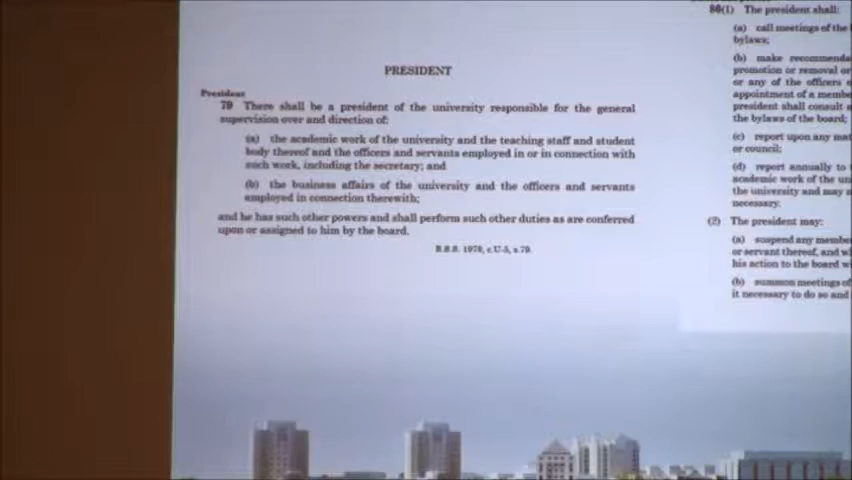 PRESIDENT
President
79 There shall be a president of the university responsible for the general
supervision over and direction of:
(a) the academic work of the university and the teaching staff and student
body thereof and the officers and servants employed in or in connection with
such work, including the secretary; and
(b) the business affairs of the university and the officers and servants
employed in connection therewith;
and he has such other powers and shall perform such other duties as are conferred
upon or assigned to him by the board.
R.S.S. 1978, c.U-5, s.79.
80(1) The president shall:
(a) call meetings of the
bylaws;
(b) make recommenda
promotion or removal or
or any of the officers
appointment of a membe
president shall consult
the bylaws of the board;
(c) report upon any mat
or council;
(d) report annually to
academic work of the un
the university and may
necessary.
(2) The president may:
(a) suspend any membe
or servant thereof, and wi
his action to the board w
(b) summon meetings of
it necessary to do so and